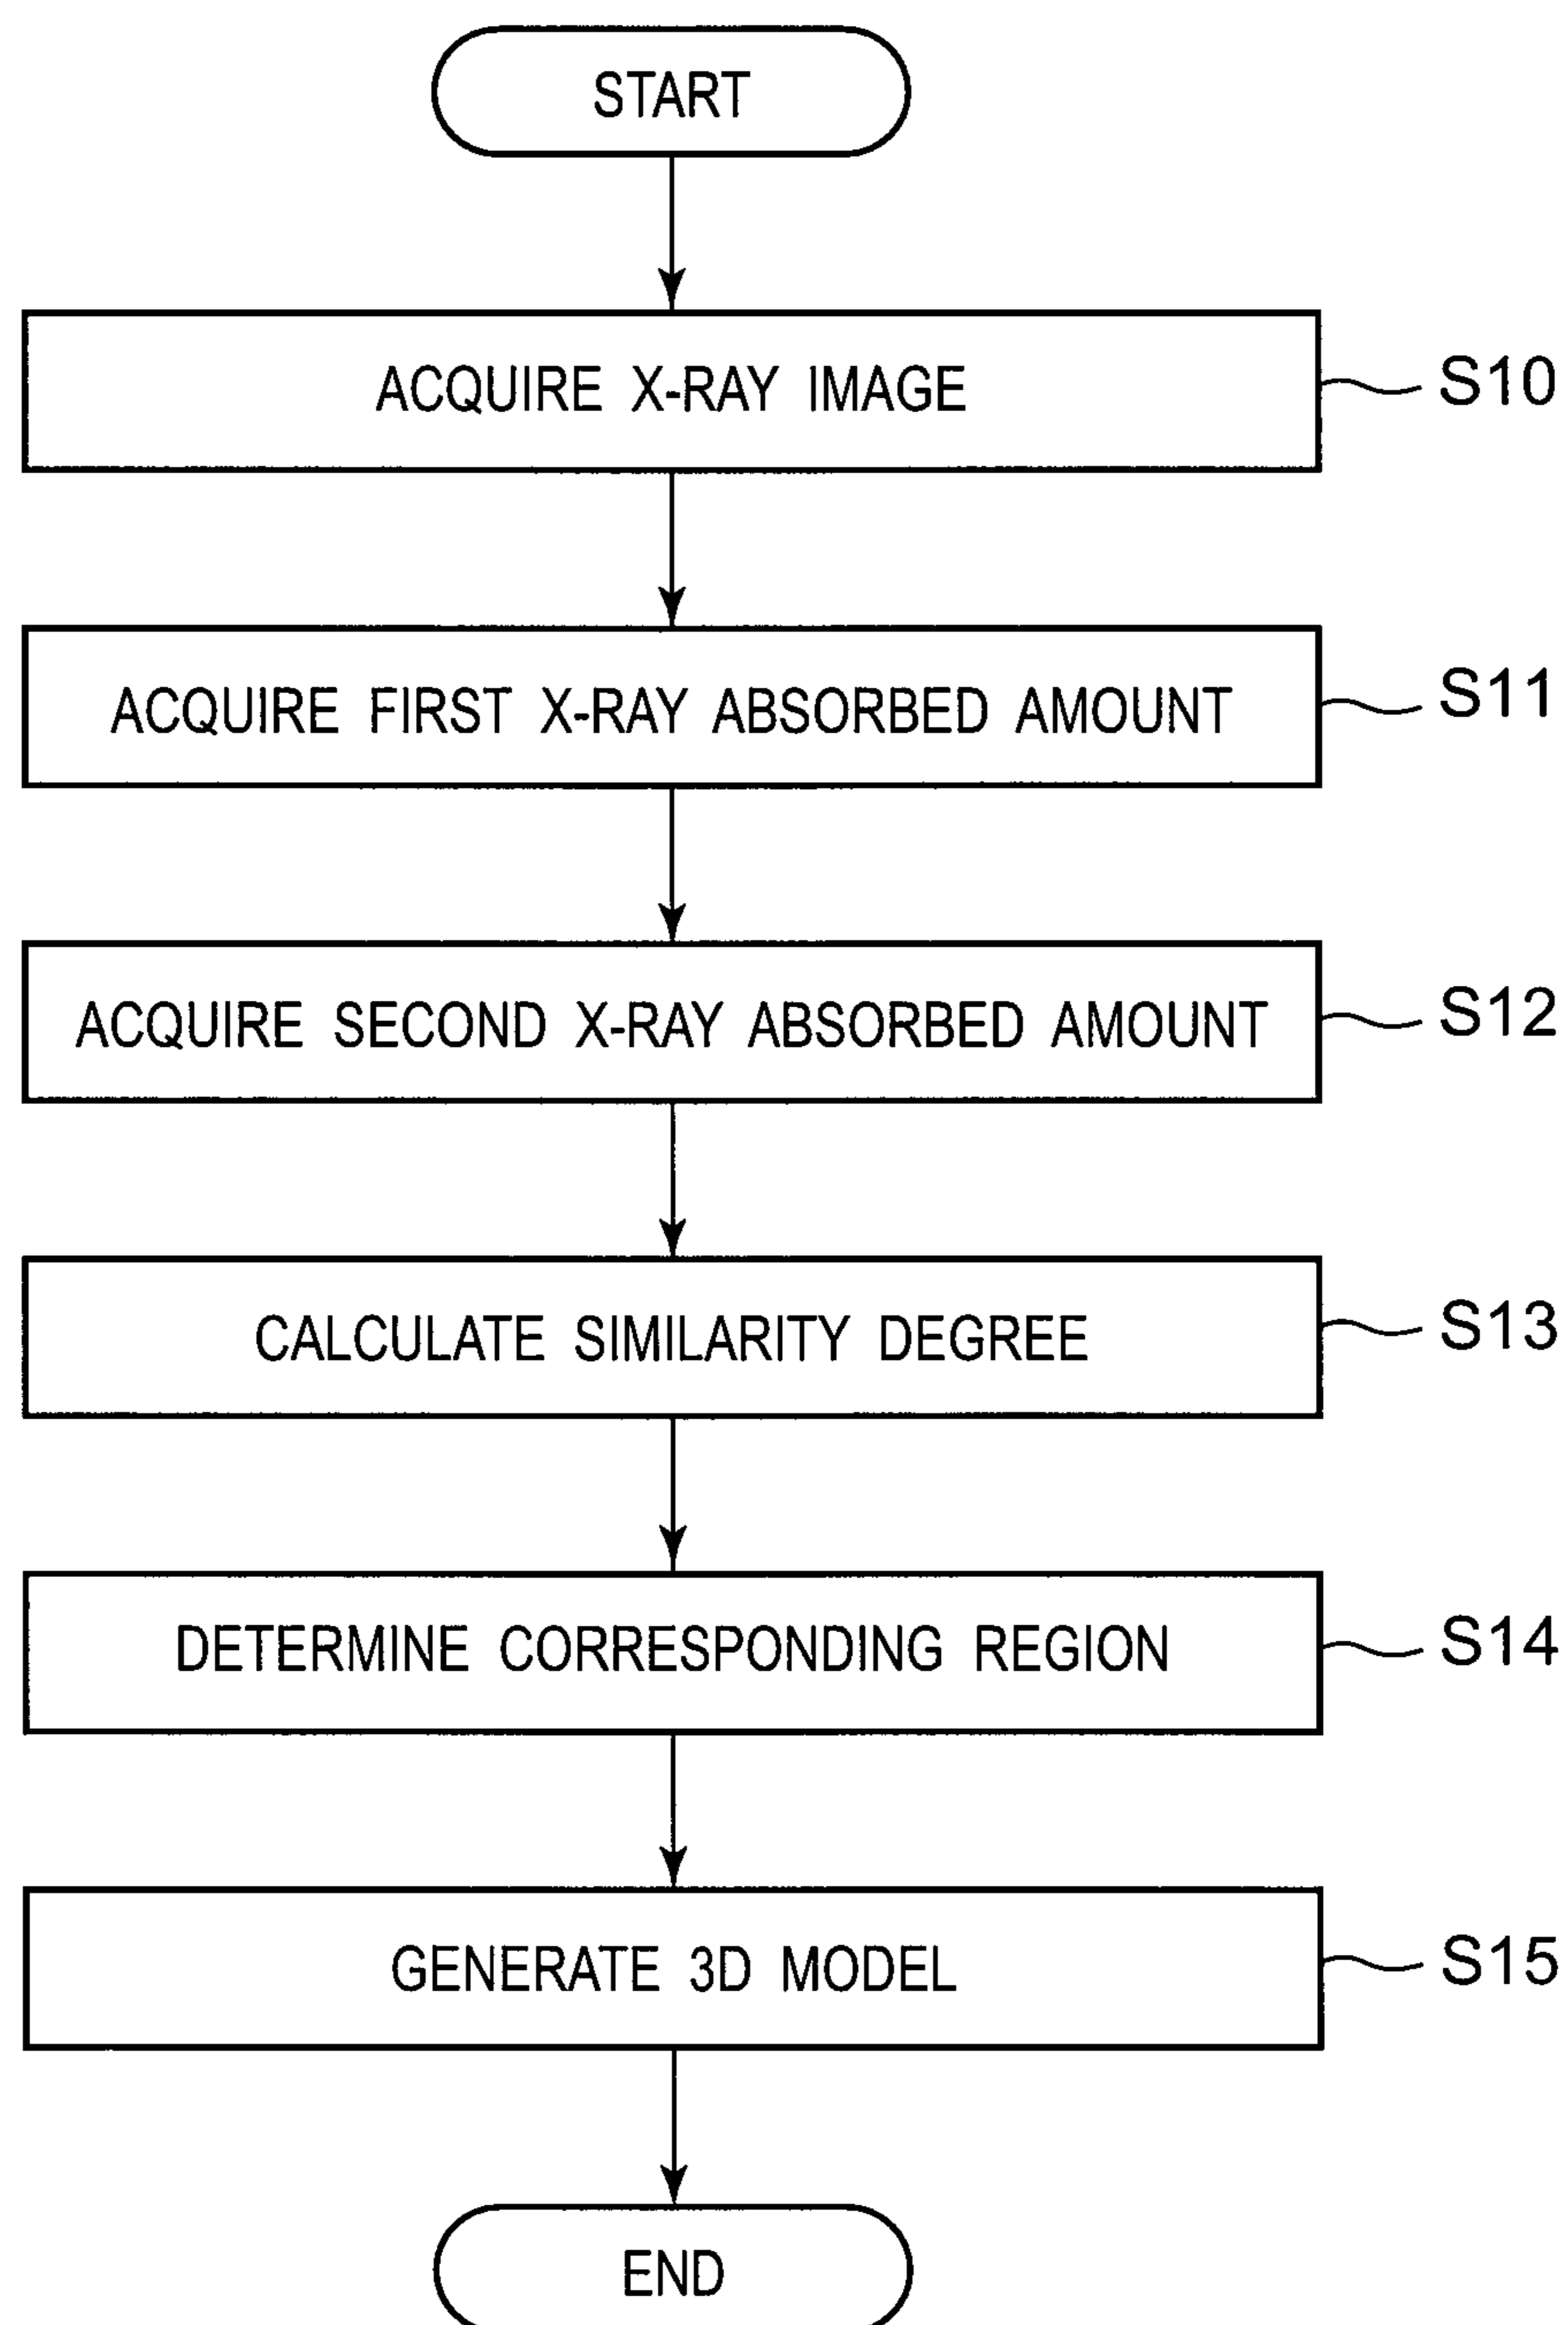 START
ACQUIRE X-RAY IMAGE
S10
ACQUIRE FIRST X-RAY ABSORBED AMOUNT
S11
ACQUIRE SECOND X-RAY ABSORBED AMOUNT
S12
CALCULATE SIMILARITY DEGREE
S13
DETERMINE CORRESPONDING REGION
S14
GENERATE 3D MODEL
S15
END